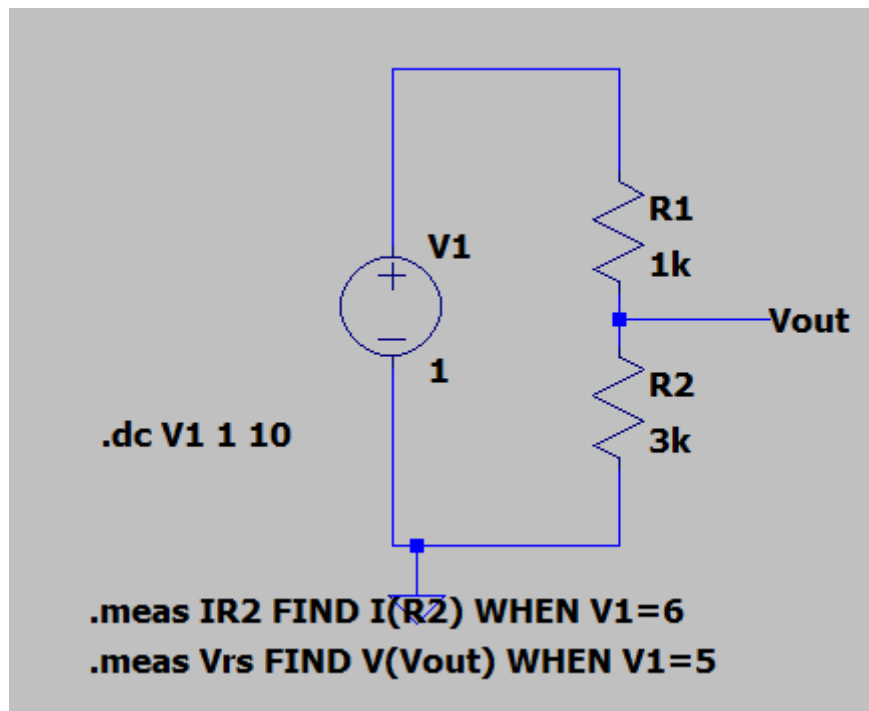 R1
V1
1k
Vout
1
R2
.dc V1 1 10
3k
.meas IR2 FIND I(R2) WHEN V1=6
.meas Vrs FIND V(Vout) WHEN V1=5